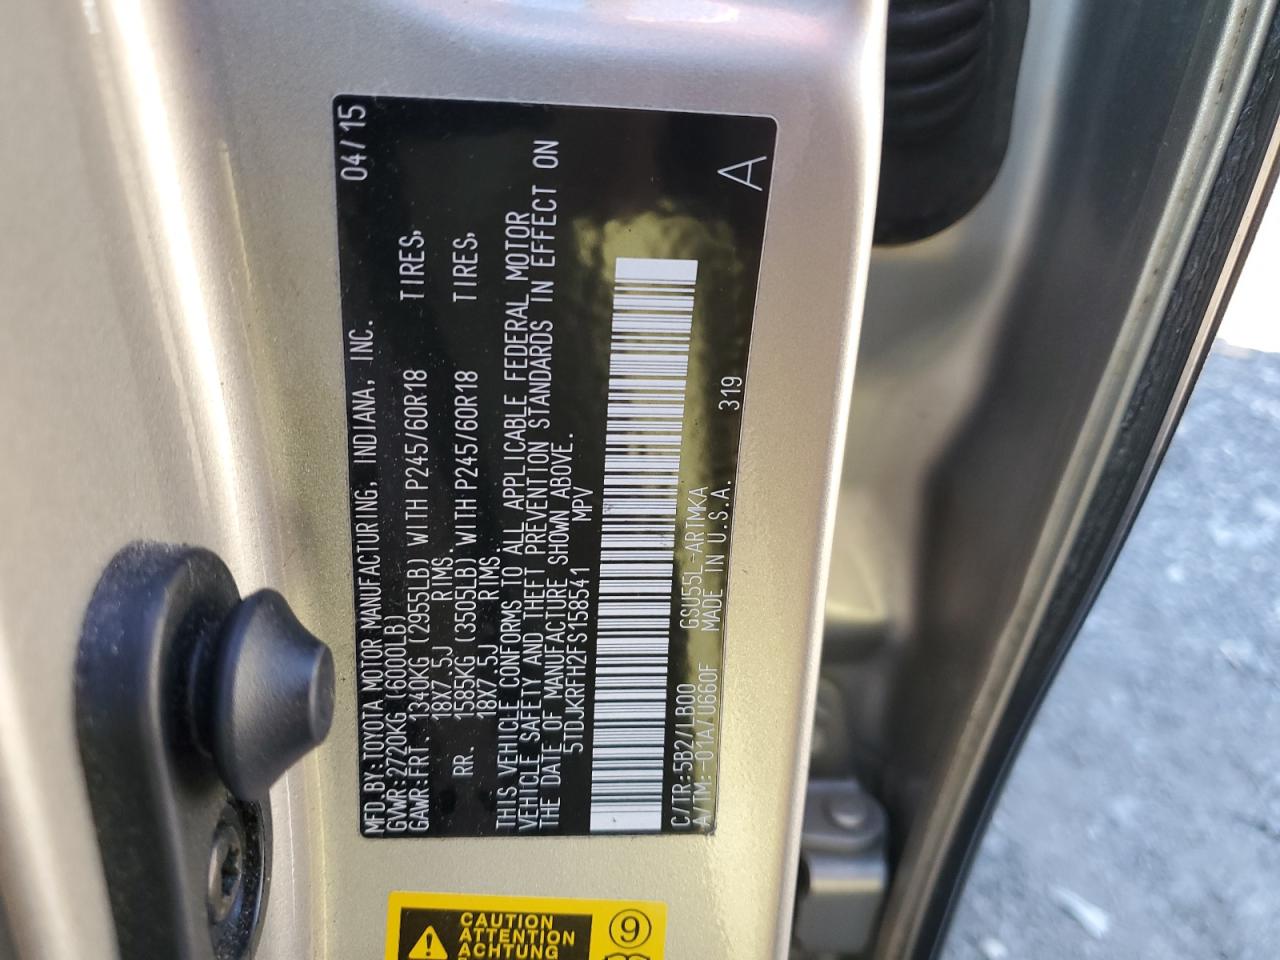 MFD.BY:TOYOTA MOTOR MANUFACTURING, INDIANA, INC. 04/15
GVWR:2720KG (6000LB)
GAWR:FRT. 1340KG (2955LB) WITH P245/60R18 TIRES,
18X7.5J RIMS.
RR. 1585KG (3505LB) WITH P245/60R18 TIRES,
18X7.5J RIMS.
THIS VEHICLE CONFORMS TO ALL APPLICABLE FEDERAL MOTOR
VEHICLE SAFETY AND THEFT PREVENTION STANDARDS IN EFFECT ON
THE DATE OF MANUFACTURE SHOWN ABOVE.
5TDJKRFH2FS158541 MPV
C/TR:5B2/LB00 GSU55L-ARTMKA
A/TM:-01A/U660F MADE IN U.S.A. 319
A
CAUTION
ATTENTION
ACHTUNG
9